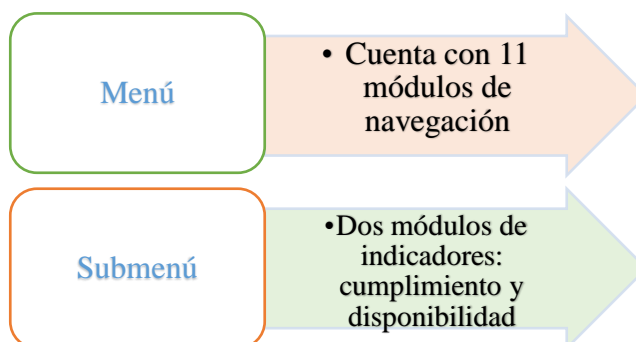 Menú
• Cuenta con 11
módulos de
navegación
Submenú
•Dos módulos de
indicadores:
cumplimiento y
disponibilidad